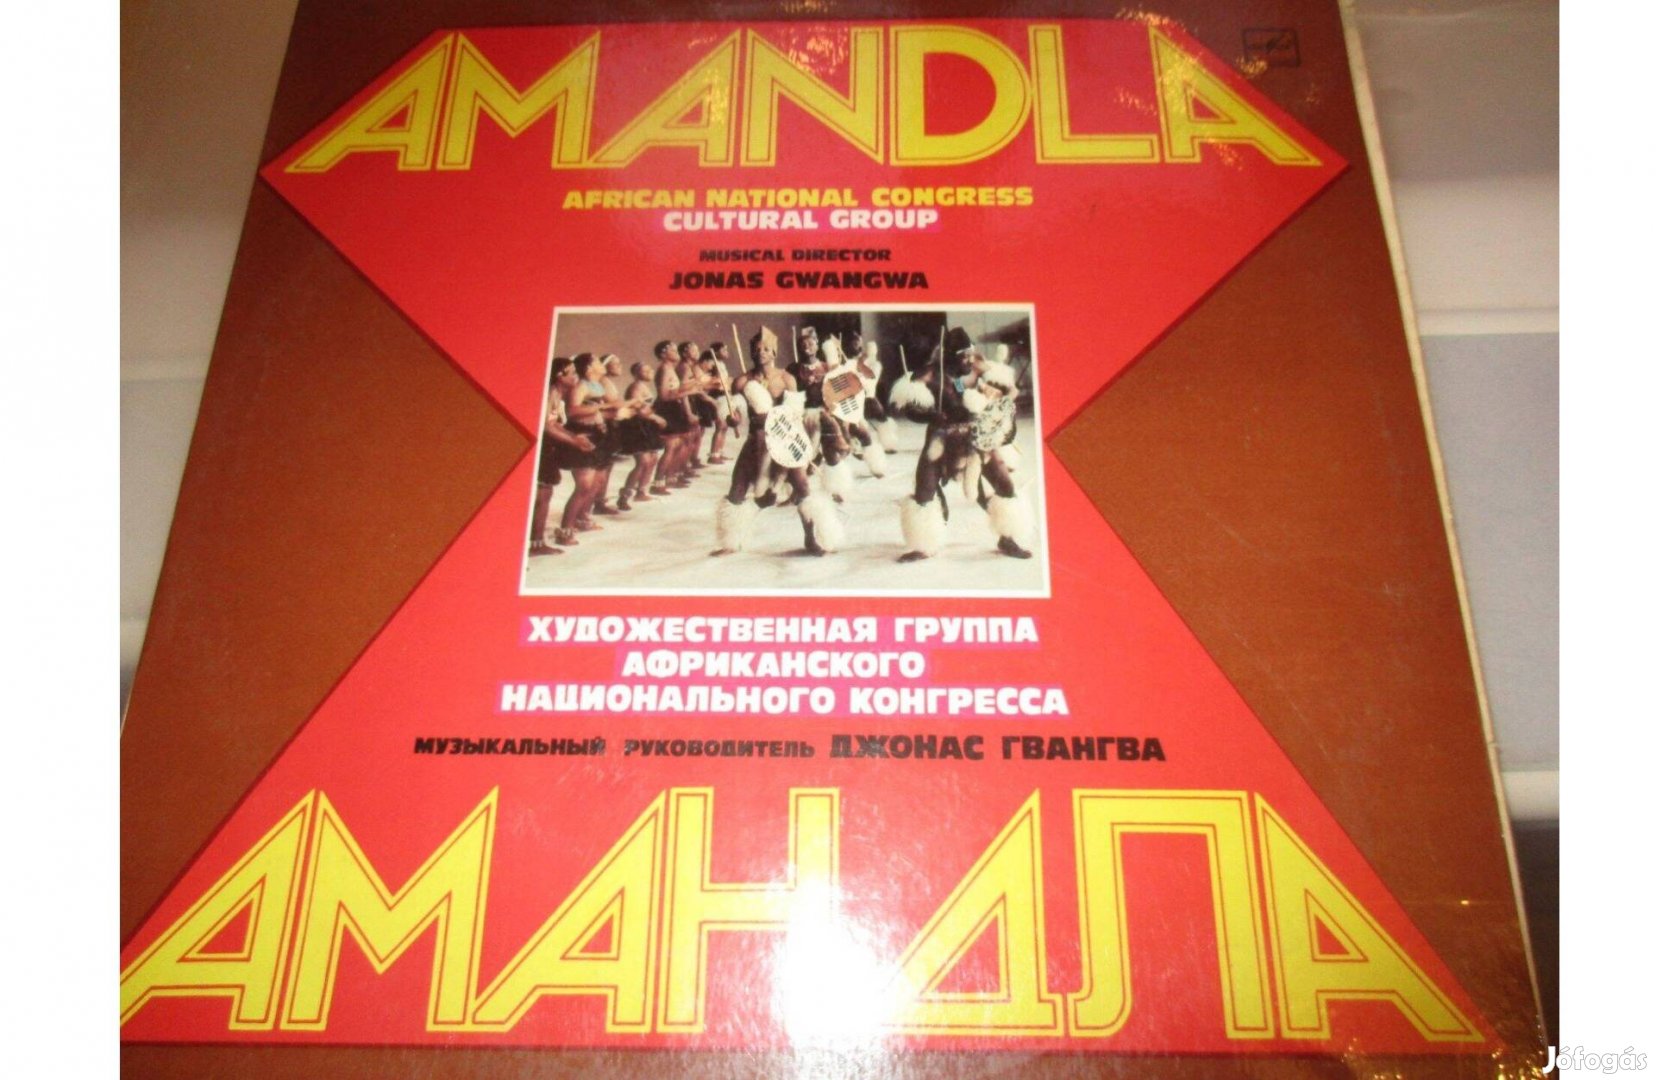 AMANDLA
AFRICAN NATIONAL CONGRESS
CULTURAL GROUP
MUSICAL DIRECTOR
JONAS GWANGWA
ХУДОЖЕСТВЕННАЯ ГРУППА
АФРИКАНСКОГО
НАЦИОНАЛЬНОГО КОНГРЕССА
МУЗЫКАЛЬНЫЙ РУКОВОДИТЕЛЬ ДЖОНАС ГВАНГВА
АМАНДЛА
Jófogás